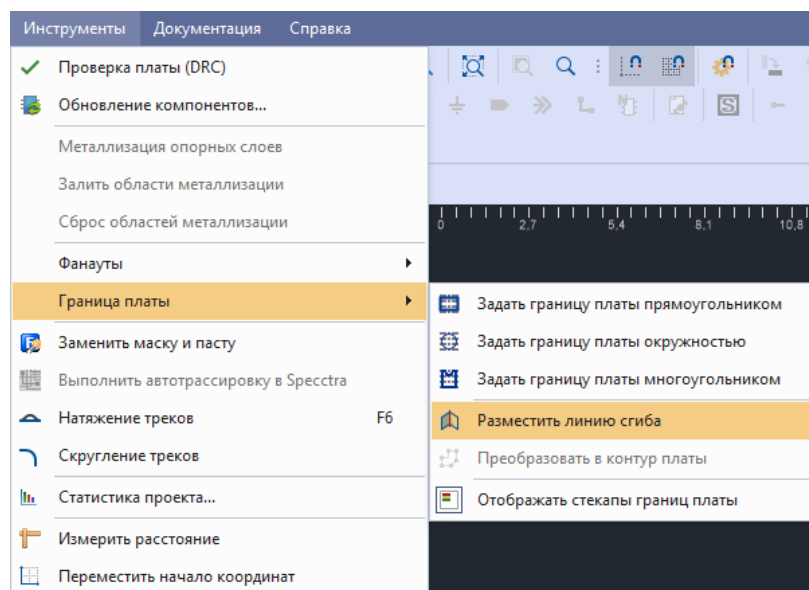 Инструменты Документация Справка
Проверка платы (DRC)
Обновление компонентов...
Металлизация опорных слоев
Залить области металлизации
Сброс областей металлизации
0 2,7 5,4 8,1 10,8
Фанауты
Граница платы
Задать границу платы прямоугольником
Заменить маску и пасту
Задать границу платы окружностью
Выполнить автотрассировку в Specctra
Задать границу платы многоугольником
Натяжение треков F6
Разместить линию сгиба
Скругление треков
Преобразовать в контур платы
Статистика проекта...
Отображать стекапы границ платы
Измерить расстояние
Переместить начало координат